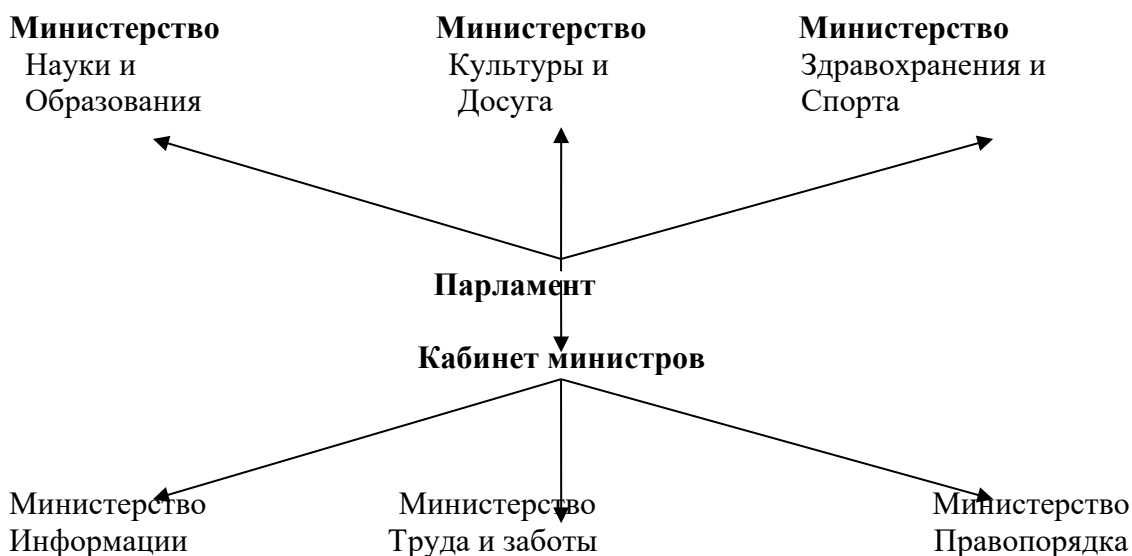 Министерство Министерство Министерство
Науки и Культуры и Здравохранения и
Образования Досуга Спорта
Парламент
Кабинет министров
Министерство Министерство Министерство
Информации Труда и заботы Правопорядка